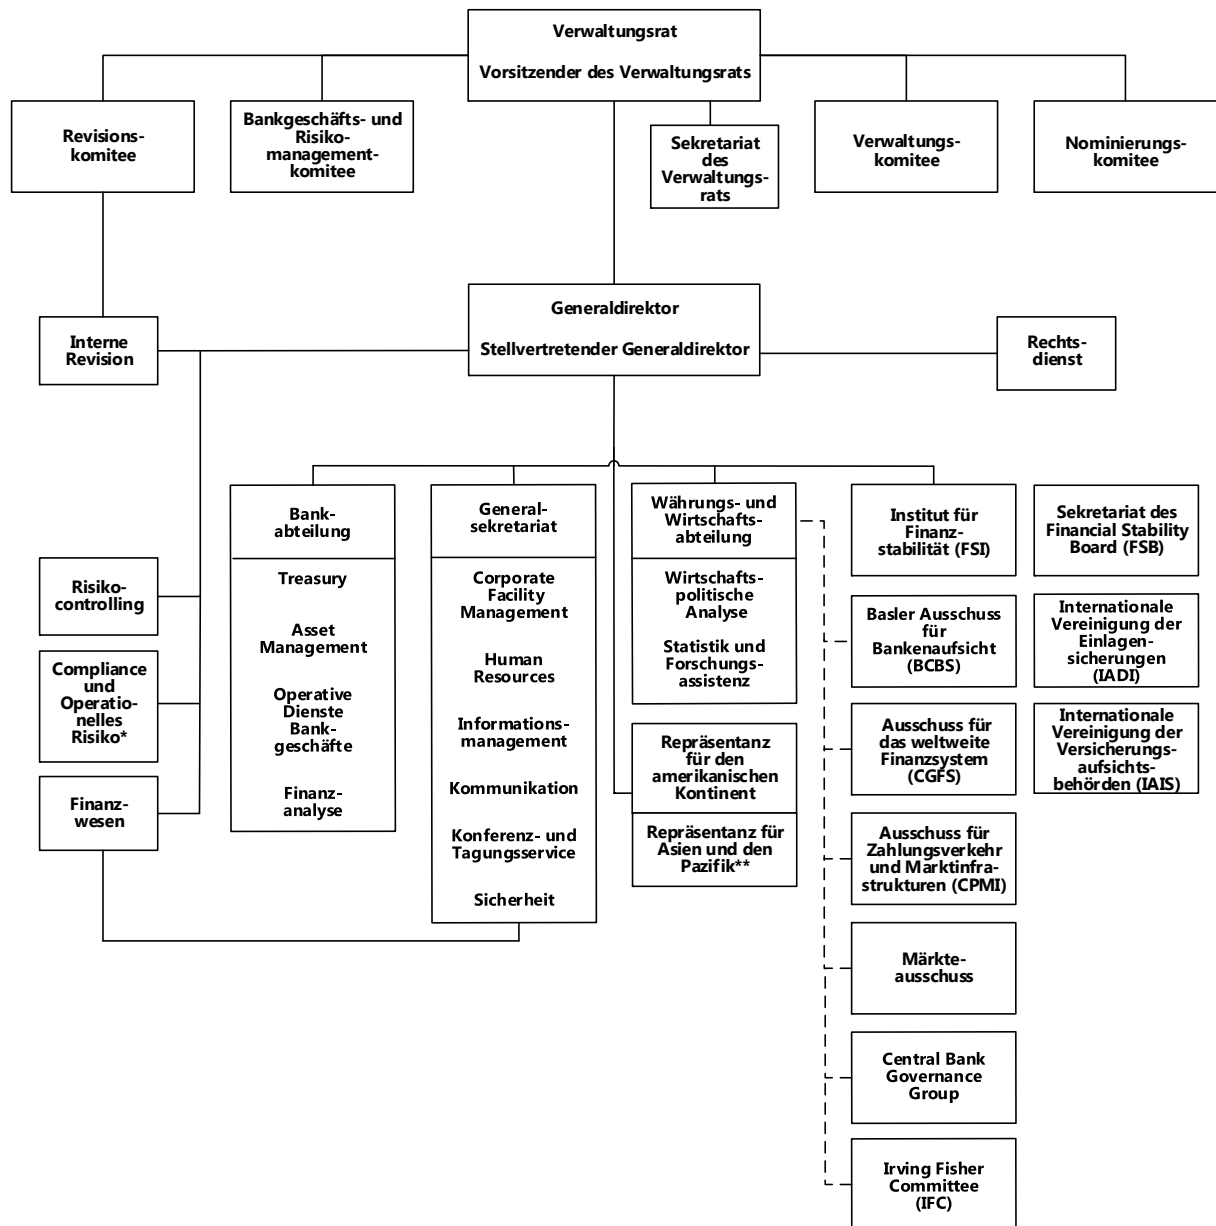 Verwaltungsrat
Vorsitzender des Verwaltungsrats
Revisions-
komitee
Bankgeschäfts- und
Risiko-
management-
komitee
Sekretariat
des
Verwaltungs-
rats
Verwaltungs-
komitee
Nominierungs-
komitee
Generaldirektor
Stellvertretender Generaldirektor
Interne
Revision
Rechts-
dienst
Risiko-
controlling
Compliance
und
Operatio-
nelles
Risiko*
Finanz-
wesen
Bank-
abteilung
Treasury
Asset
Management
Operative
Dienste
Bank-
geschäfte
Finanz-
analyse
General-
sekretariat
Corporate
Facility
Management
Human
Resources
Informations-
management
Kommunikation
Konferenz- und
Tagungsservice
Sicherheit
Währungs- und
Wirtschafts-
abteilung
Wirtschafts-
politische
Analyse
Statistik und
Forschungs-
assistenz
Repräsentanz
für den
amerikanischen
Kontinent
Repräsentanz für
Asien und den
Pazifik**
Institut für
Finanz-
stabilität (FSI)
Basler Ausschuss
für
Bankenaufsicht
(BCBS)
Ausschuss für
das weltweite
Finanzsystem
(CGFS)
Ausschuss für
Zahlungsverkehr
und Marktinfra-
strukturen (CPMI)
Märkte-
ausschuss
Central Bank
Governance
Group
Irving Fisher
Committee
(IFC)
Sekretariat des
Financial Stability
Board (FSB)
Internationale
Vereinigung der
Einlagen-
sicherungen
(IADI)
Internationale
Vereinigung der
Versicherungs-
aufsichts-
behörden (IAIS)